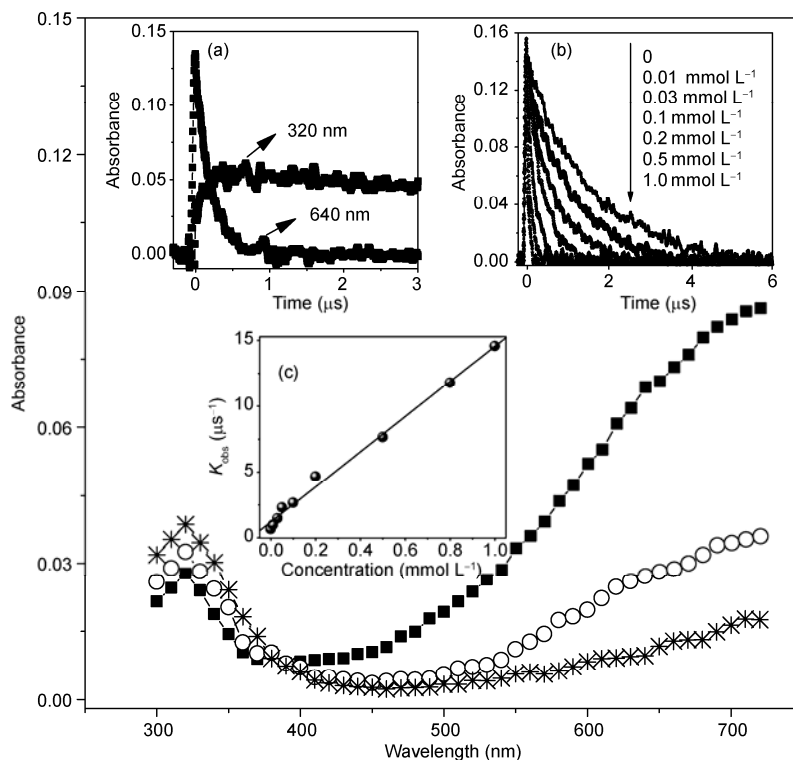 0.15
0.12
0.09
0.06
0.03
0.00
Absorbance
300 400 500 600 700
Wavelength (nm)
(a)
0.15
0.10
0.05
0.00
Absorbance
320 nm
640 nm
0 1 2 3
Time (μs)
(b)
0.16
0.12
0.08
0.04
0.00
Absorbance
0
0.01 mmol L⁻¹
0.03 mmol L⁻¹
0.1 mmol L⁻¹
0.2 mmol L⁻¹
0.5 mmol L⁻¹
1.0 mmol L⁻¹
0 2 4 6
Time (μs)
(c)
15
10
5
0
K_obs (μs⁻¹)
0.0 0.2 0.4 0.6 0.8 1.0
Concentration (mmol L⁻¹)